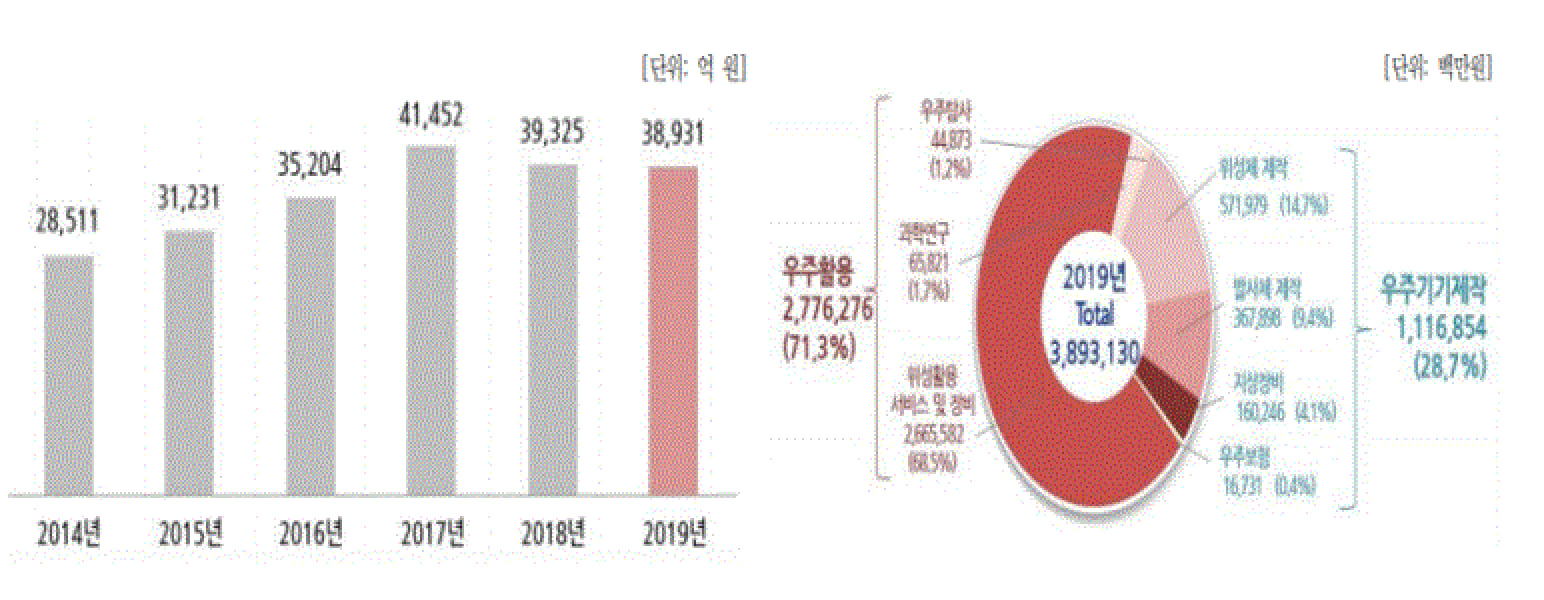 [단위: 억 원]
41,452
39,325
38,931
35,204
31,231
28,511
2014년
2015년
2016년
2017년
2018년
2019년
[단위: 백만원]
우주탐사
44,873
(1.2%)
과학연구
65,821
(1.7%)
우주활용
2,776,276
(71.3%)
위성활용
서비스 및 장비
2,665,582
(68.5%)
2019년
Total
3,893,130
위성체 제작
571,979 (14.7%)
발사체 제작
367,898 (9.4%)
지상장비
160,246 (4.1%)
우주보험
16,731 (0.4%)
우주기기제작
1,116,854
(28.7%)